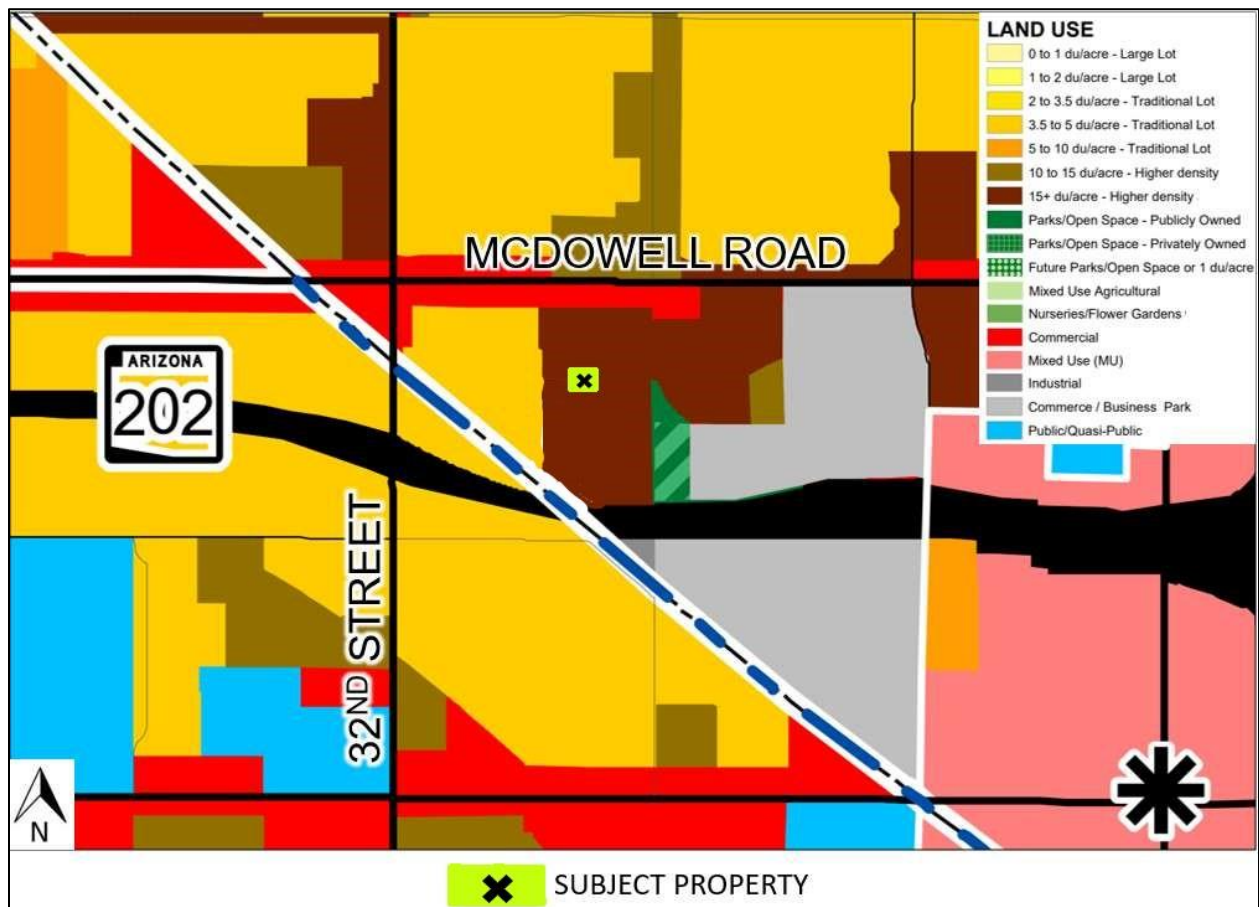 LAND USE
0 to 1 du/acre - Large Lot
1 to 2 du/acre - Large Lot
2 to 3.5 du/acre - Traditional Lot
3.5 to 5 du/acre - Traditional Lot
5 to 10 du/acre - Traditional Lot
10 to 15 du/acre - Higher density
15+ du/acre - Higher density
Parks/Open Space - Publicly Owned
Parks/Open Space - Privately Owned
Future Parks/Open Space or 1 du/acre
Mixed Use Agricultural
Nurseries/Flower Gardens
Commercial
Mixed Use (MU)
Industrial
Commerce / Business Park
Public/Quasi-Public
MCDOWELL ROAD
ARIZONA
202
32ND STREET
N
SUBJECT PROPERTY